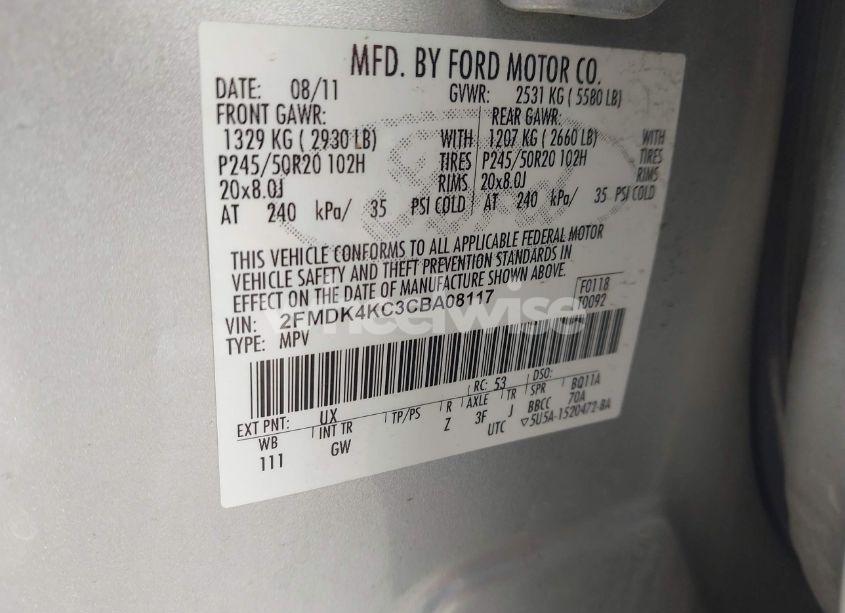 MFD. BY FORD MOTOR CO.
DATE: 08/11 GVWR: 2531 KG ( 5580 LB)
FRONT GAWR: REAR GAWR:
1329 KG ( 2930 LB) WITH 1207 KG ( 2660 LB) WITH
P245/50R20 102H TIRES P245/50R20 102H TIRES
20x8.0J RIMS 20x8.0J RIMS
AT 240 kPa/ 35 PSI COLD AT 240 kPa/ 35 PSI COLD
THIS VEHICLE CONFORMS TO ALL APPLICABLE FEDERAL MOTOR
VEHICLE SAFETY AND THEFT PREVENTION STANDARDS IN
EFFECT ON THE DATE OF MANUFACTURE SHOWN ABOVE.
F0118
T0092
VIN: 2FMDK4KC3CBA08117
TYPE: MPV
wheelwise
RC: 53 DSO:
EXT PNT: UX BQ11A
WB INT TR TP/PS R AXLE TR SPR
111 GW Z 3F J BBCC 70A
UTC ▽5U5A-1520472-BA